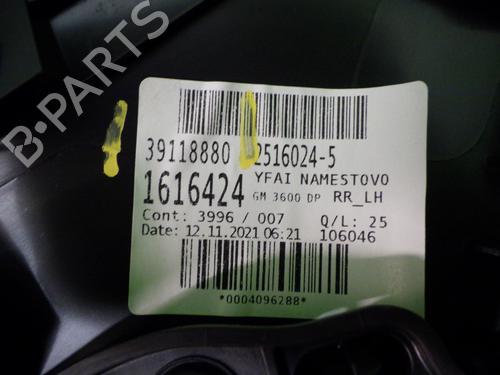 B-PARTS
39118880 2516024-5
1616424 YFAI NAMESTOVO
GM 3600 DP RR_LH
Cont: 3996 / 007 Q/L: 25
Date: 12.11.2021 06:21 106046
*0004096288*